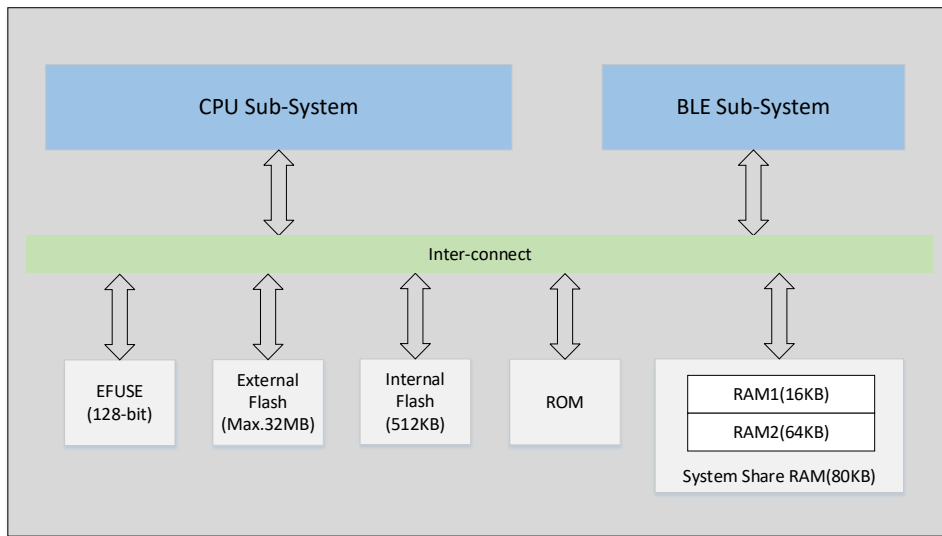 CPU Sub-System
BLE Sub-System
Inter-connect
EFUSE
(128-bit)
External
Flash
(Max.32MB)
Internal
Flash
(512KB)
ROM
RAM1(16KB)
RAM2(64KB)
System Share RAM(80KB)